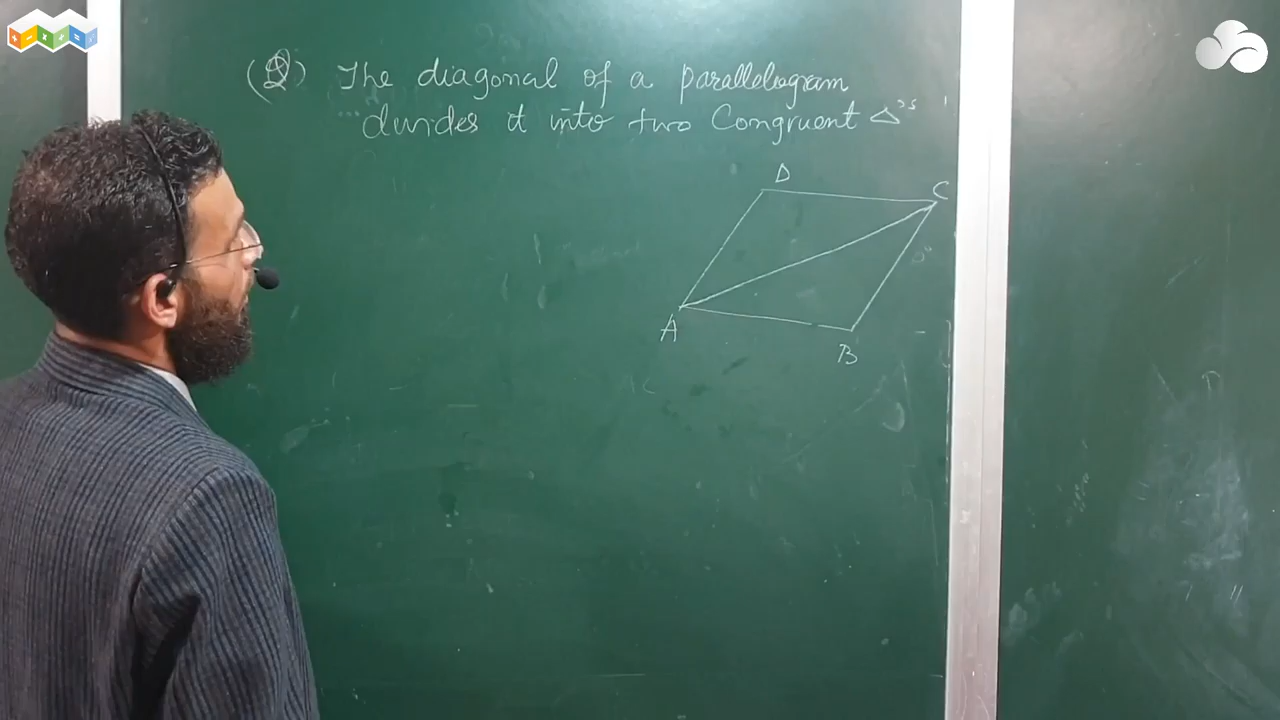 (Q) The diagonal of a parallelogram
divides it into two Congruent Δ's
D
C
A
B